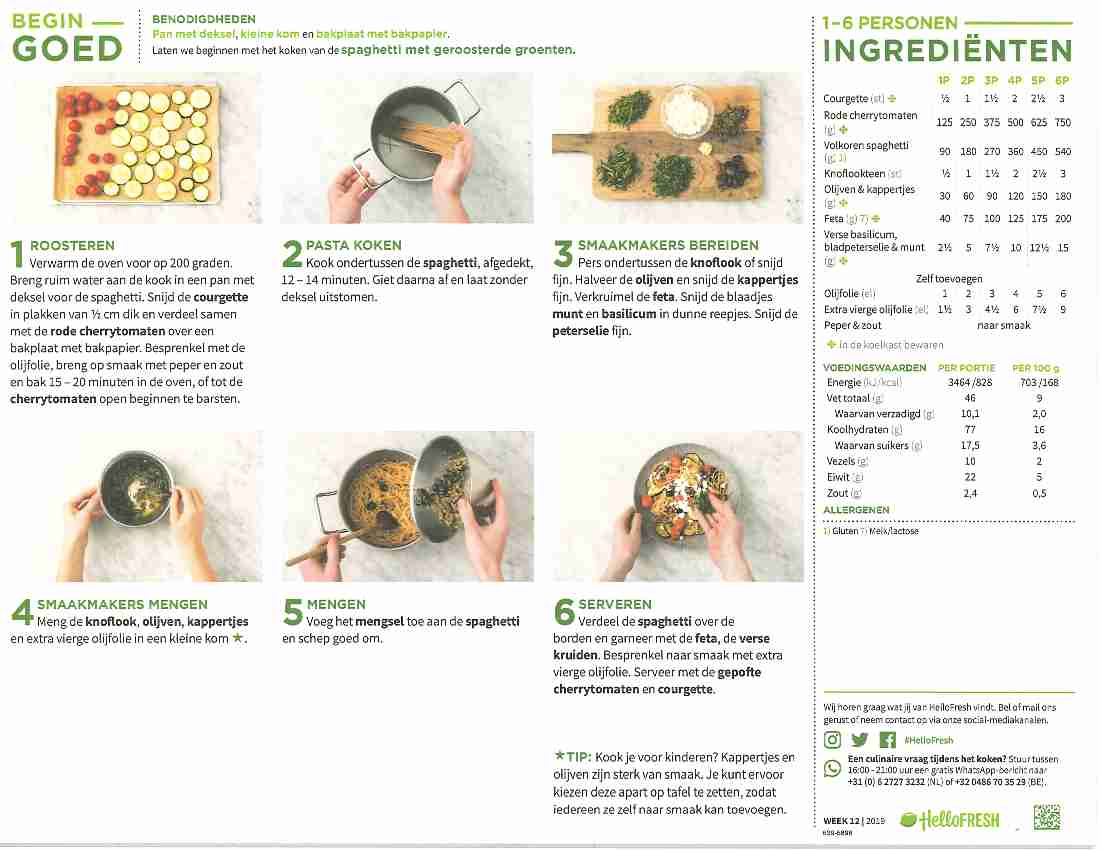 BEGIN
GOED
BENODIGDHEDEN
Pan met deksel, kleine kom en bakplaat met bakpapier.
Laten we beginnen met het koken van de spaghetti met geroosterde groenten.
1 ROOSTEREN
Verwarm de oven voor op 200 graden.
Breng ruim water aan de kook in een pan met
deksel voor de spaghetti. Snijd de courgette
in plakken van ½ cm dik en verdeel samen
met de rode cherrytomaten over een
bakplaat met bakpapier. Besprenkel met de
olijfolie, breng op smaak met peper en zout
en bak 15 – 20 minuten in de oven, of tot de
cherrytomaten open beginnen te barsten.
2 PASTA KOKEN
Kook ondertussen de spaghetti, afgedekt,
12 – 14 minuten. Giet daarna af en laat zonder
deksel uitstomen.
3 SMAAKMAKERS BEREIDEN
Pers ondertussen de knoflook of snijd
fijn. Halveer de olijven en snijd de kappertjes
fijn. Verkruimel de feta. Snijd de blaadjes
munt en basilicum in dunne reepjes. Snijd de
peterselie fijn.
4 SMAAKMAKERS MENGEN
Meng de knoflook, olijven, kappertjes
en extra vierge olijfolie in een kleine kom ★.
5 MENGEN
Voeg het mengsel toe aan de spaghetti
en schep goed om.
6 SERVEREN
Verdeel de spaghetti over de
borden en garneer met de feta, de verse
kruiden. Besprenkel naar smaak met extra
vierge olijfolie. Serveer met de gepofte
cherrytomaten en courgette.
★TIP: Kook je voor kinderen? Kappertjes en
olijven zijn sterk van smaak. Je kunt ervoor
kiezen deze apart op tafel te zetten, zodat
iedereen ze zelf naar smaak kan toevoegen.
1–6 PERSONEN
INGREDIËNTEN
1P 2P 3P 4P 5P 6P
Courgette (st) ½ 1 1½ 2 2½ 3
Rode cherrytomaten
(g) 125 250 375 500 625 750
Volkoren spaghetti
(g) 1) 90 180 270 360 450 540
Knoflookteen (st) ½ 1 1½ 2 2½ 3
Olijven & kappertjes
(g) 30 60 90 120 150 180
Feta (g) 7) 40 75 100 125 175 200
Verse basilicum,
bladpeterselie & munt
(g) 2½ 5 7½ 10 12½ 15
Zelf toevoegen
Olijfolie (el) 1 2 3 4 5 6
Extra vierge olijfolie (el) 1½ 3 4½ 6 7½ 9
Peper & zout naar smaak
in de koelkast bewaren
VOEDINGSWAARDEN PER PORTIE PER 100 g
Energie (kJ/kcal) 3464 /828 703 /168
Vet totaal (g) 46 9
Waarvan verzadigd (g) 10,1 2,0
Koolhydraten (g) 77 16
Waarvan suikers (g) 17,5 3,6
Vezels (g) 10 2
Eiwit (g) 22 5
Zout (g) 2,4 0,5
ALLERGENEN
1) Gluten 7) Melk/lactose
Wij horen graag wat jij van HelloFresh vindt. Bel of mail ons
gerust of neem contact op via onze social-mediakanalen.
#HelloFresh
Een culinaire vraag tijdens het koken? Stuur tussen
16:00 - 21:00 uur een gratis WhatsApp-bericht naar
+31 (0) 6 2727 3232 (NL) of +32 0486 70 35 29 (BE).
WEEK 12 | 2019
HelloFRESH